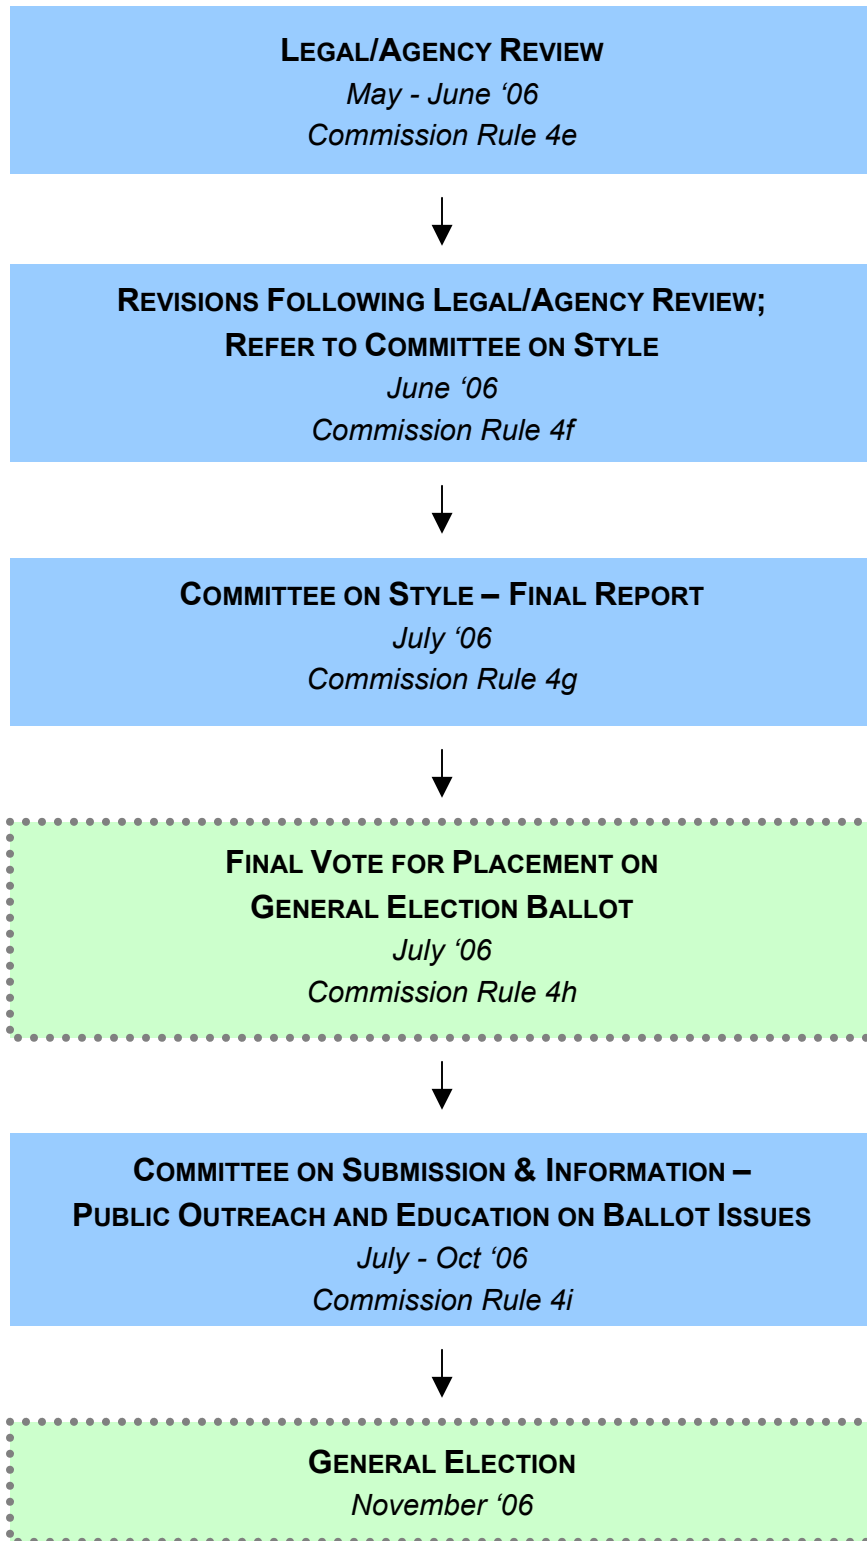 LEGAL/AGENCY REVIEW
May - June ‘06
Commission Rule 4e
REVISIONS FOLLOWING LEGAL/AGENCY REVIEW;
REFER TO COMMITTEE ON STYLE
June ‘06
Commission Rule 4f
COMMITTEE ON STYLE – FINAL REPORT
July ‘06
Commission Rule 4g
FINAL VOTE FOR PLACEMENT ON
GENERAL ELECTION BALLOT
July ‘06
Commission Rule 4h
COMMITTEE ON SUBMISSION & INFORMATION –
PUBLIC OUTREACH AND EDUCATION ON BALLOT ISSUES
July - Oct ‘06
Commission Rule 4i
GENERAL ELECTION
November ‘06